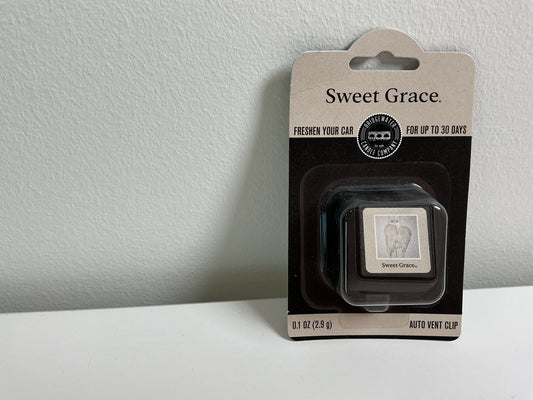 Sweet Grace.
FRESHEN YOUR CAR
BRIDGEWATER
CANDLE COMPANY
FOR UP TO 30 DAYS
Sweet Grace.
0.1 OZ (2.9 g)
AUTO VENT CLIP